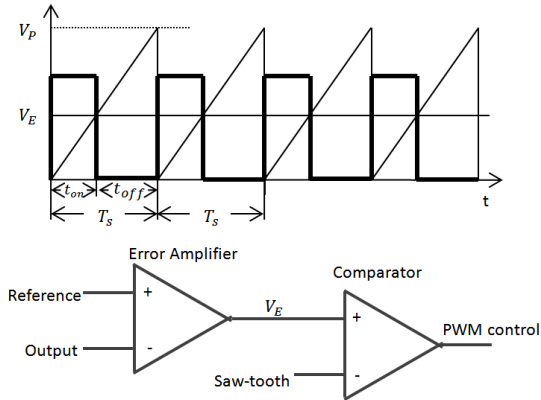 V_P
V_E
t_on t_off
t
T_s T_s
Error Amplifier
Comparator
Reference
+
V_E
+
PWM control
Output
-
Saw-tooth
-